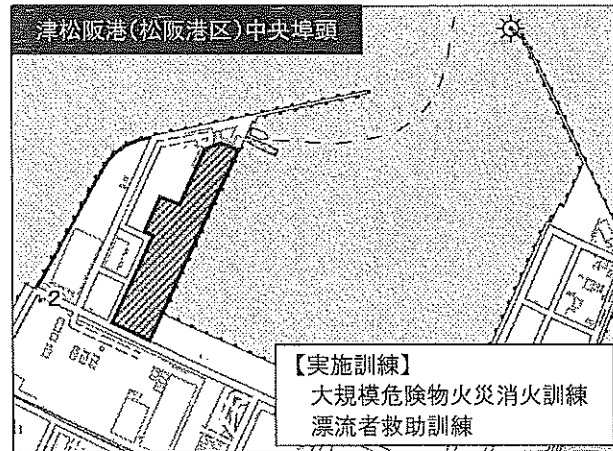 津松阪港(松阪港区)中央埠頭
2
【実施訓練】
大規模危険物火災消火訓練
漂流者救助訓練